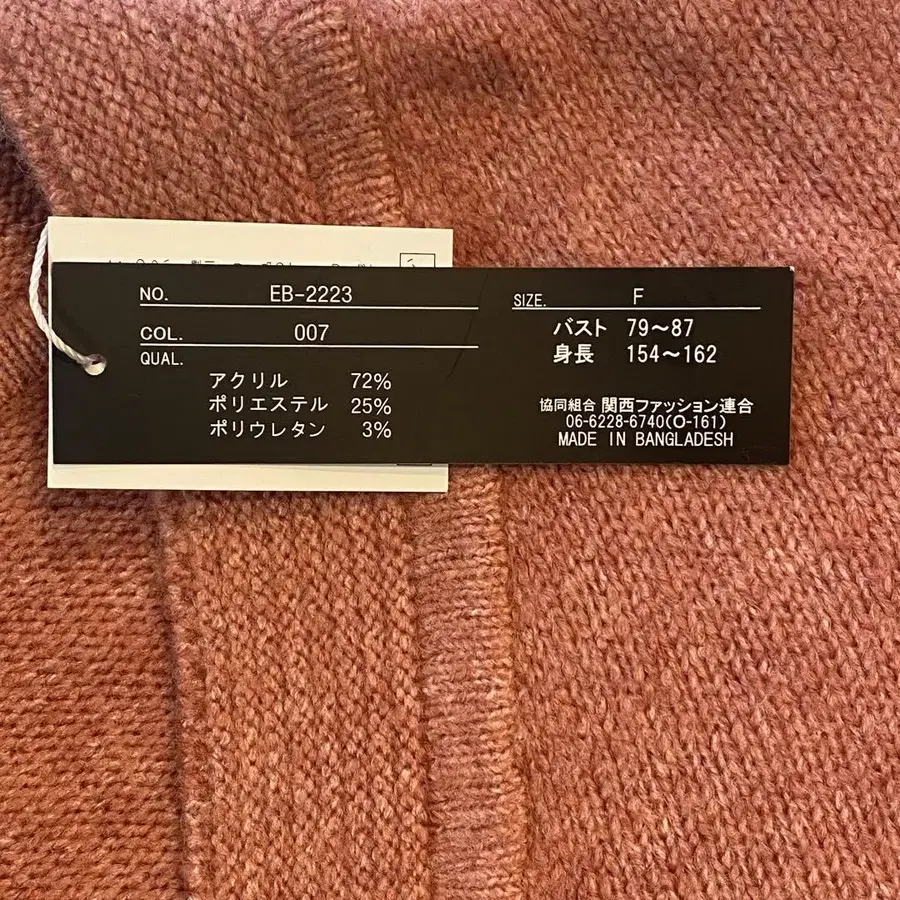 NO. EB-2223
COL. 007
QUAL.
アクリル 72%
ポリエステル 25%
ポリウレタン 3%
SIZE. F
バスト 79〜87
身長 154〜162
協同組合 関西ファッション連合
06-6228-6740(O-161)
MADE IN BANGLADESH